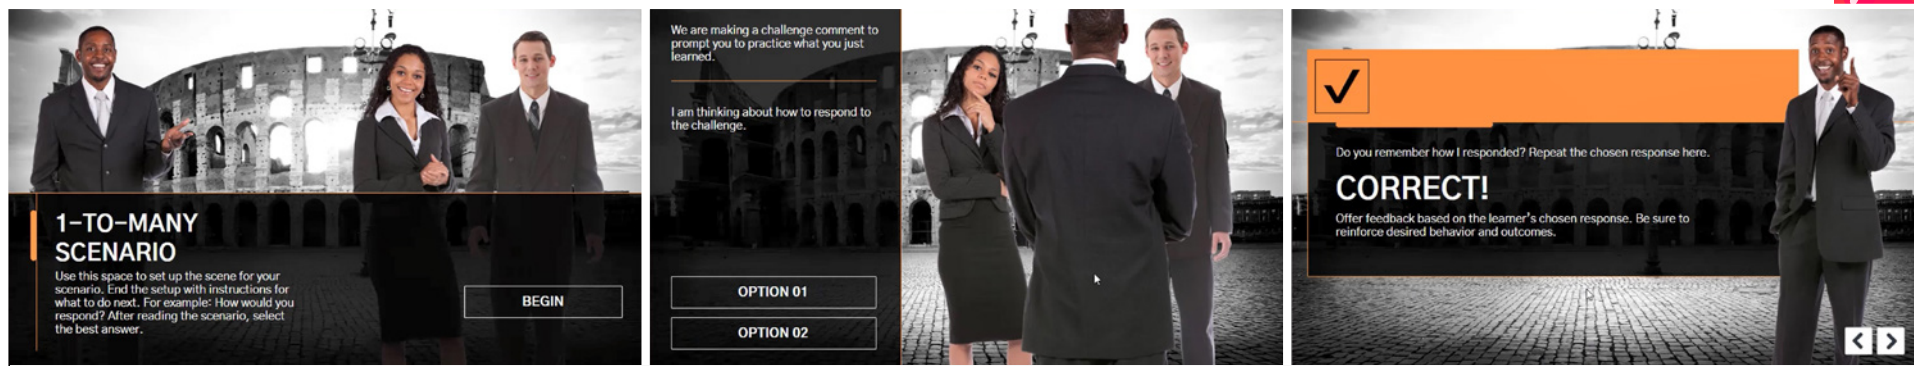 1-TO-MANY
SCENARIO
Use this space to set up the scene for your
scenario. End the setup with instructions for
what to do next. For example: How would you
respond? After reading the scenario, select
the best answer.
BEGIN
We are making a challenge comment to
prompt you to practice what you just
learned.
I am thinking about how to respond to
the challenge.
OPTION 01
OPTION 02
Do you remember how I responded? Repeat the chosen response here.
CORRECT!
Offer feedback based on the learner's chosen response. Be sure to
reinforce desired behavior and outcomes.